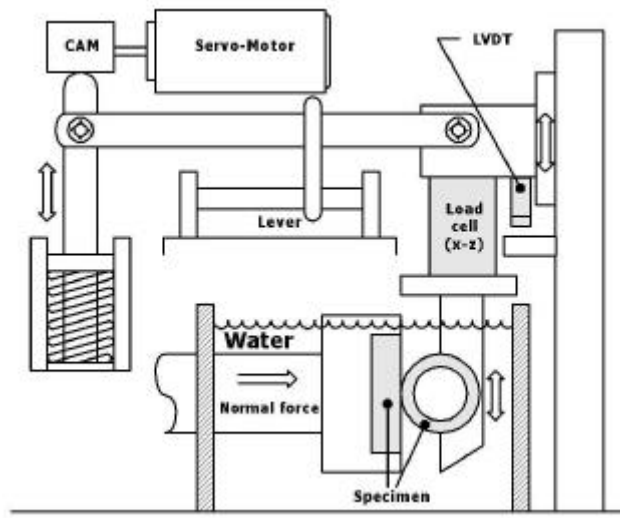 CAM
Servo-Motor
LVDT
Lever
Load
cell
(x-z)
Water
Normal force
Specimen